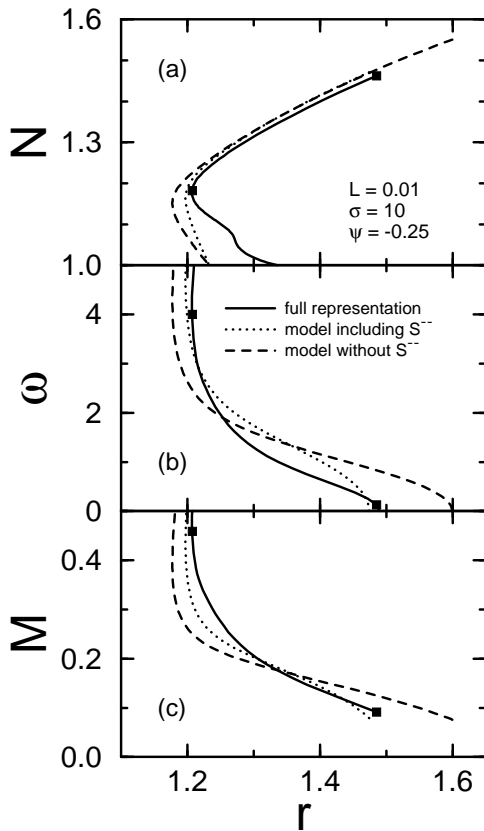 1.6
(a)
N
1.3
L = 0.01
σ = 10
ψ = -0.25
1.0
full representation
4
model including S⁻⁻
model without S⁻⁻
ω
2
(b)
0
0.4
M
0.2
(c)
0.0
1.2 1.4 1.6
r